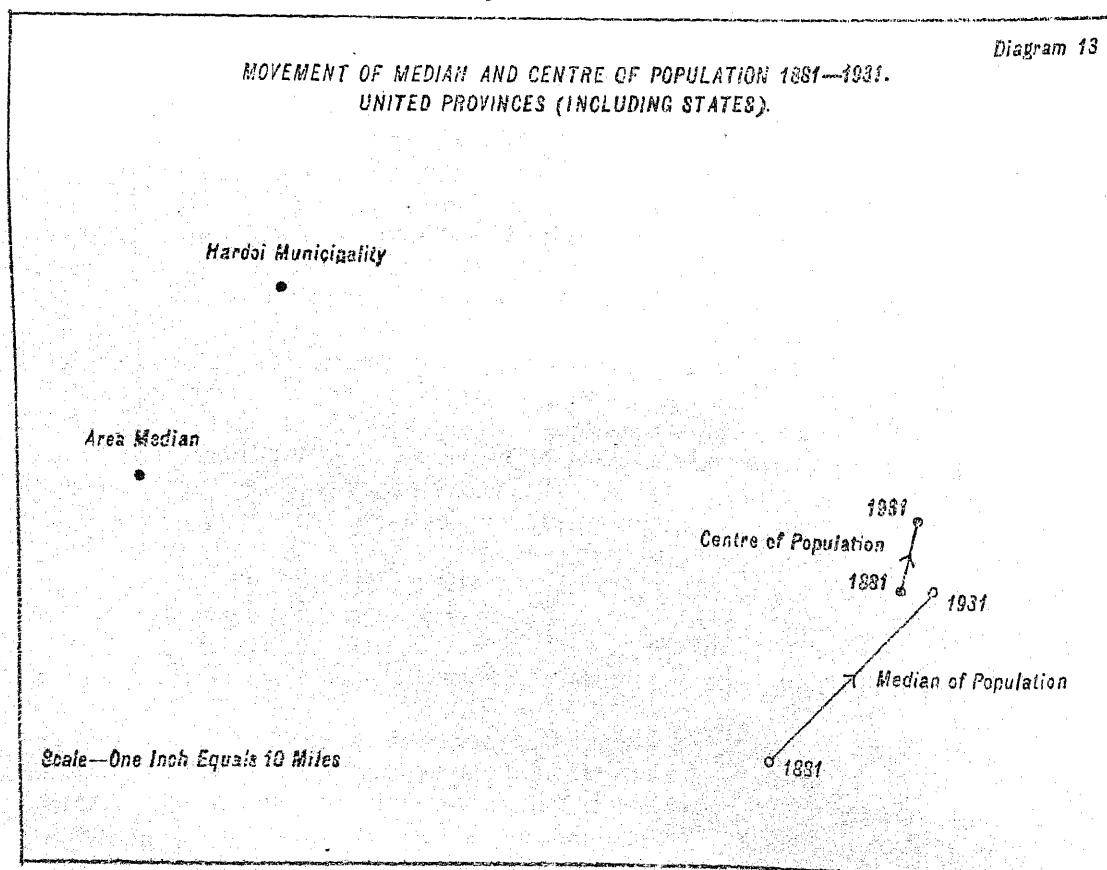 Diagram 13
MOVEMENT OF MEDIAN AND CENTRE OF POPULATION 1881—1931.
UNITED PROVINCES (INCLUDING STATES).
Hardoi Municipality
Area Median
1931
Centre of Population
1881
1931
Median of Population
Scale—One Inch Equals 10 Miles
1881